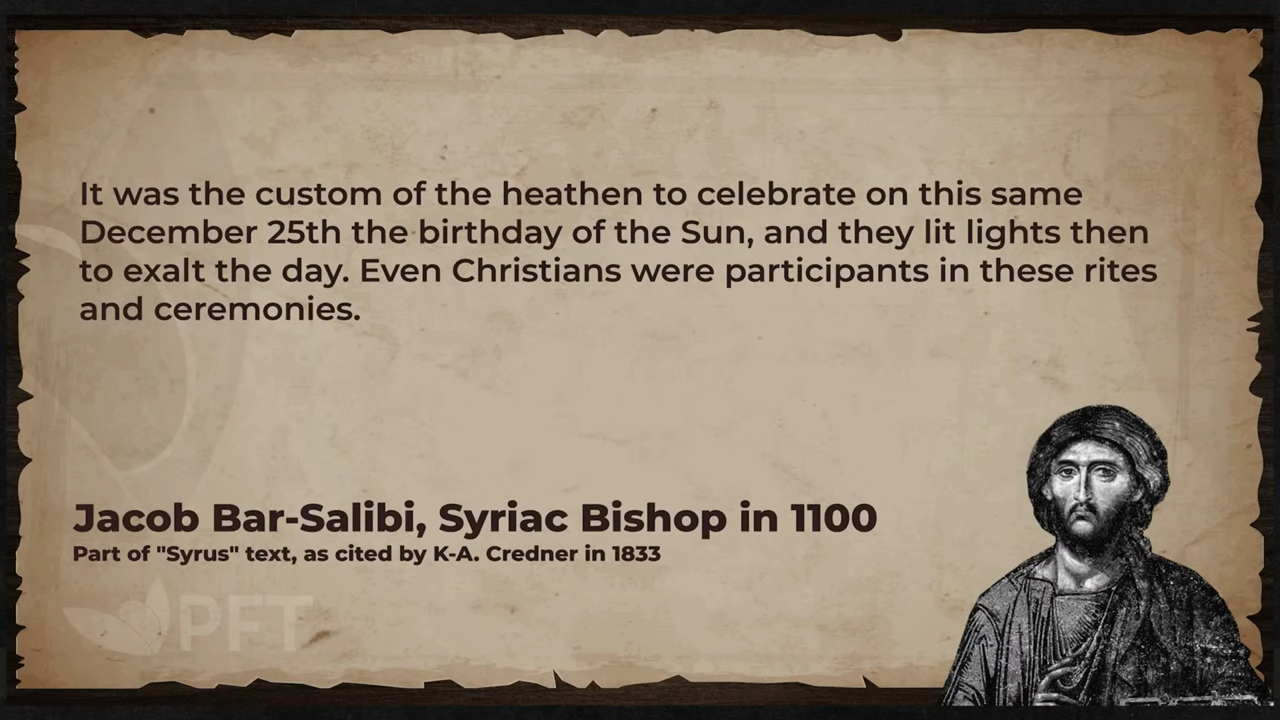 It was the custom of the heathen to celebrate on this same
December 25th the birthday of the Sun, and they lit lights then
to exalt the day. Even Christians were participants in these rites
and ceremonies.
Jacob Bar-Salibi, Syriac Bishop in 1100
Part of "Syrus" text, as cited by K-A. Credner in 1833
PFT